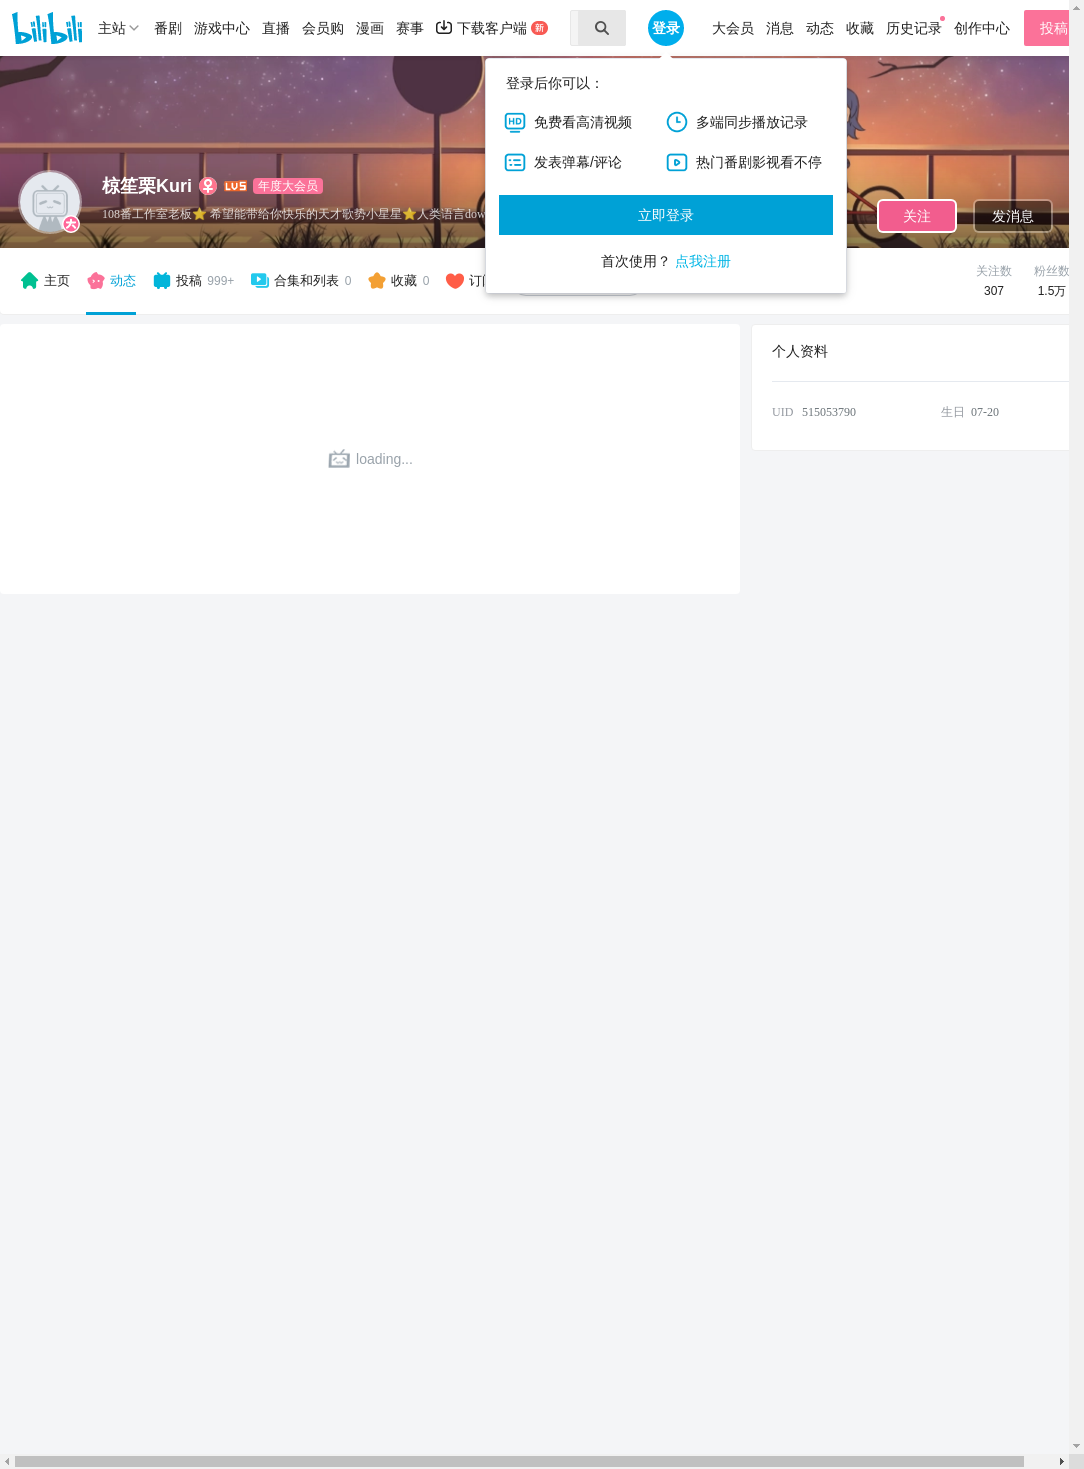 bilibili 主站 番剧 游戏中心 直播 会员购 漫画 赛事 下载客户端 新 登录 大会员 消息 动态 收藏 历史记录 创作中心 投稿
登录后你可以：
HD 免费看高清视频 多端同步播放记录
发表弹幕/评论 热门番剧影视看不停
立即登录
首次使用？ 点我注册
椋笙栗Kuri LV5 年度大会员
108番工作室老板⭐ 希望能带给你快乐的天才歌势小星星⭐人类语言dow
大
关注 发消息
主页 动态 投稿 999+ 合集和列表 0 收藏 0
关注数 粉丝数
307 1.5万
loading...
个人资料
UID 515053790 生日 07-20